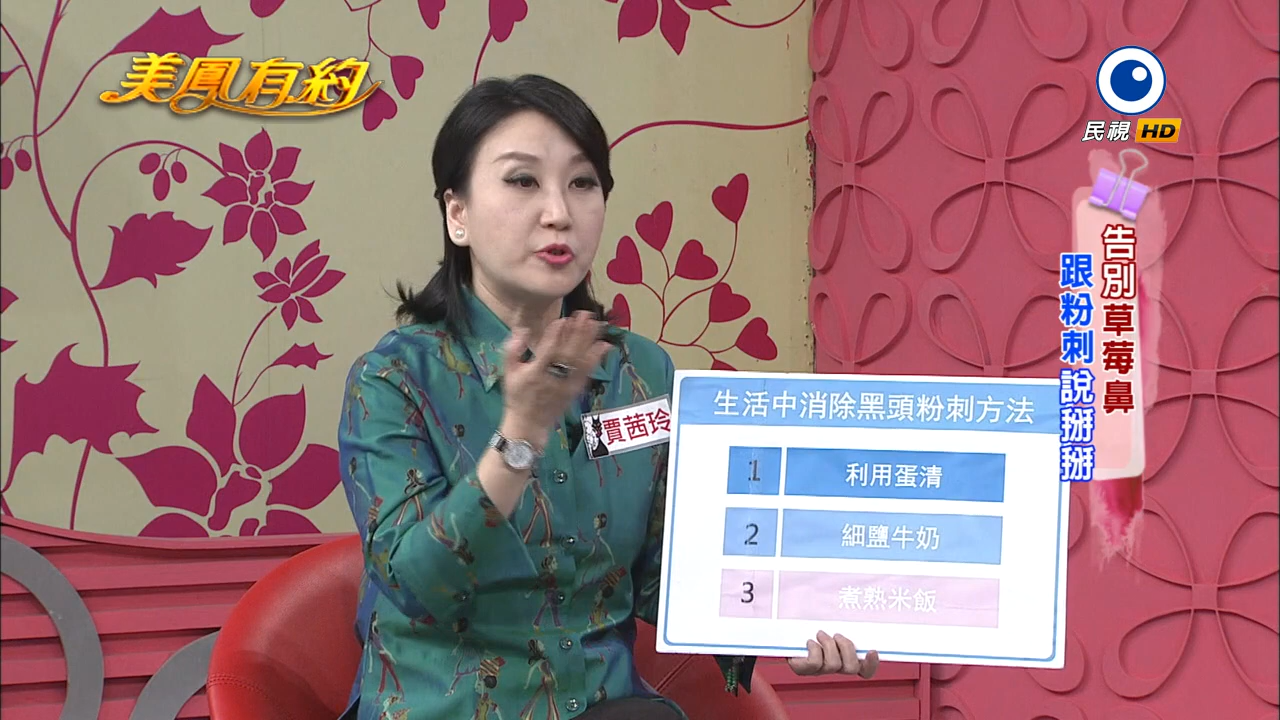 美鳳有約
民視HD
告別草莓鼻
跟粉刺說掰掰
賈茜玲
生活中消除黑頭粉刺方法
1 利用蛋清
2 細鹽牛奶
3 煮熟米飯